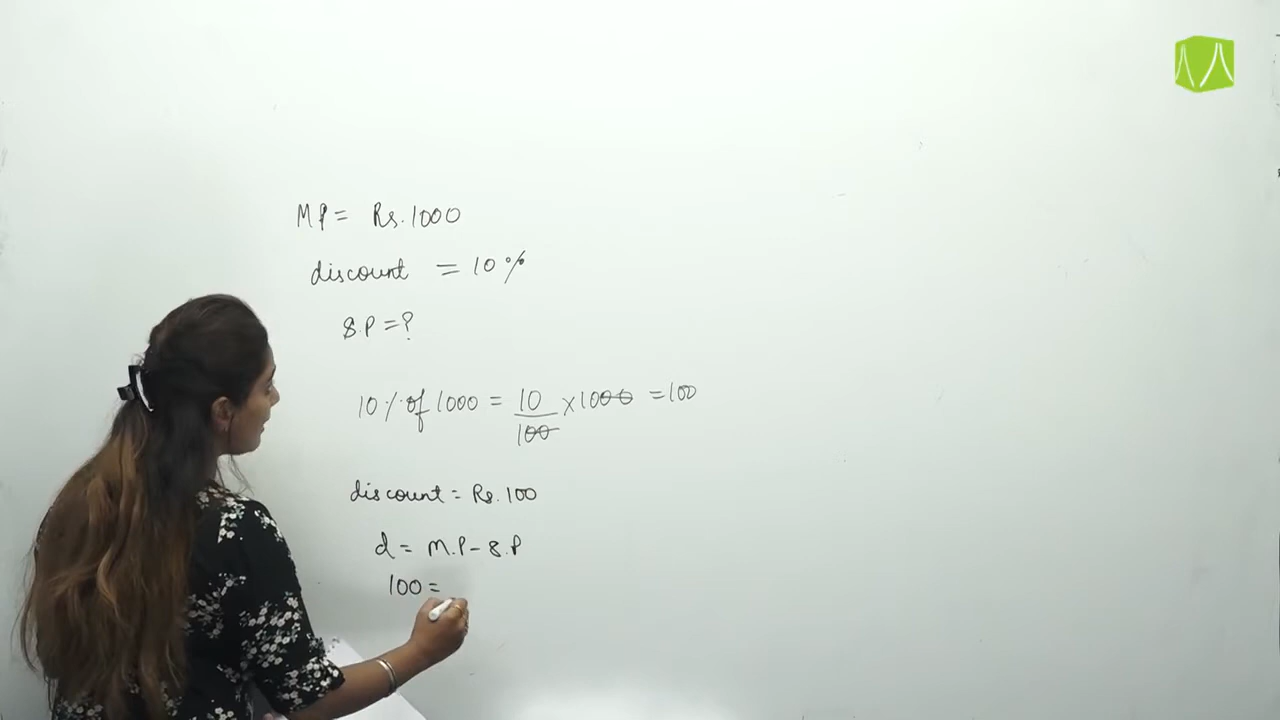 MP = Rs.1000
discount = 10%
S.P = ?
10% of 1000 = 10/100 × 1000 = 100
discount = Rs.100
d = M.P - S.P
100 =